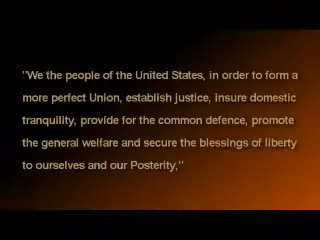 "We the people of the United States, in order to form a
more perfect Union, establish justice, insure domestic
tranquility, provide for the common defence, promote
the general welfare and secure the blessings of liberty
to ourselves and our Posterity,"